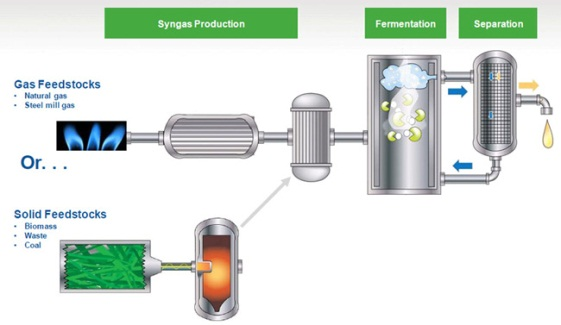 Syngas Production
Fermentation
Separation
Gas Feedstocks
• Natural gas
• Steel mill gas
Or. . .
Solid Feedstocks
• Biomass
• Waste
• Coal